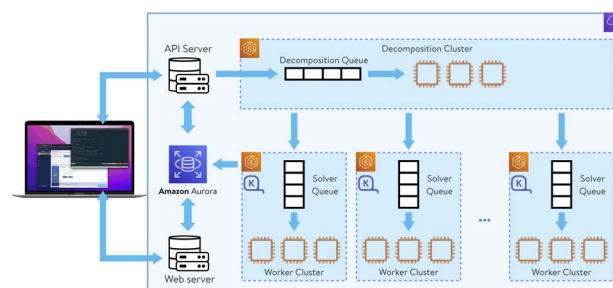 API Server
Decomposition Cluster
Decomposition Queue
Amazon Aurora
K
Solver
Queue
K
Solver
Queue
...
K
Solver
Queue
Web server
Worker Cluster
Worker Cluster
Worker Cluster